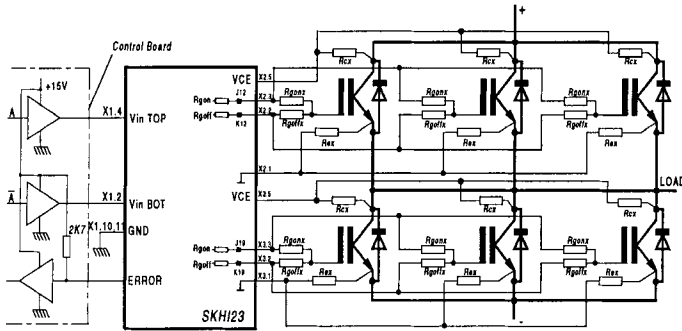 +
Control Board
Rcx Rcx Rcx
+15V
VCE X2.5
J12 X2.3 Rgonx Rgonx Rgonx
Rgon
A X1.4 Vin TOP
Rgoff K12 X2.2 Rgoffx Rgoffx Rgoffx
Rex Rex Rex
X2.1
VCE X2.5
LOAD
A X1.2 Vin BOT
Rcx Rcx Rcx
2K7
X1,10,11 GND
Rgon J19 X3.3 Rgonx Rgonx Rgonx
Rgoff K19 X3.2 Rgoffx Rgoffx Rgoffx
X3.1
ERROR
Rex Rex Rex
SKHI23
-